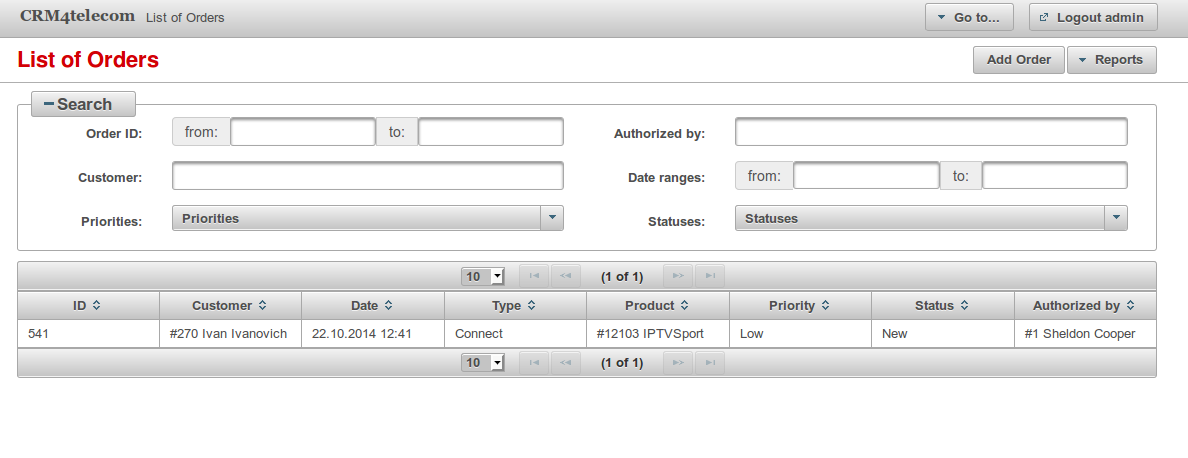 CRM4telecom List of Orders Go to... Logout admin
List of Orders Add Order Reports
Search
Order ID: from: to: Authorized by:
Customer: Date ranges: from: to:
Priorities: Priorities Statuses: Statuses
10 (1 of 1)
ID Customer Date Type Product Priority Status Authorized by
541 #270 Ivan Ivanovich 22.10.2014 12:41 Connect #12103 IPTVSport Low New #1 Sheldon Cooper
10 (1 of 1)